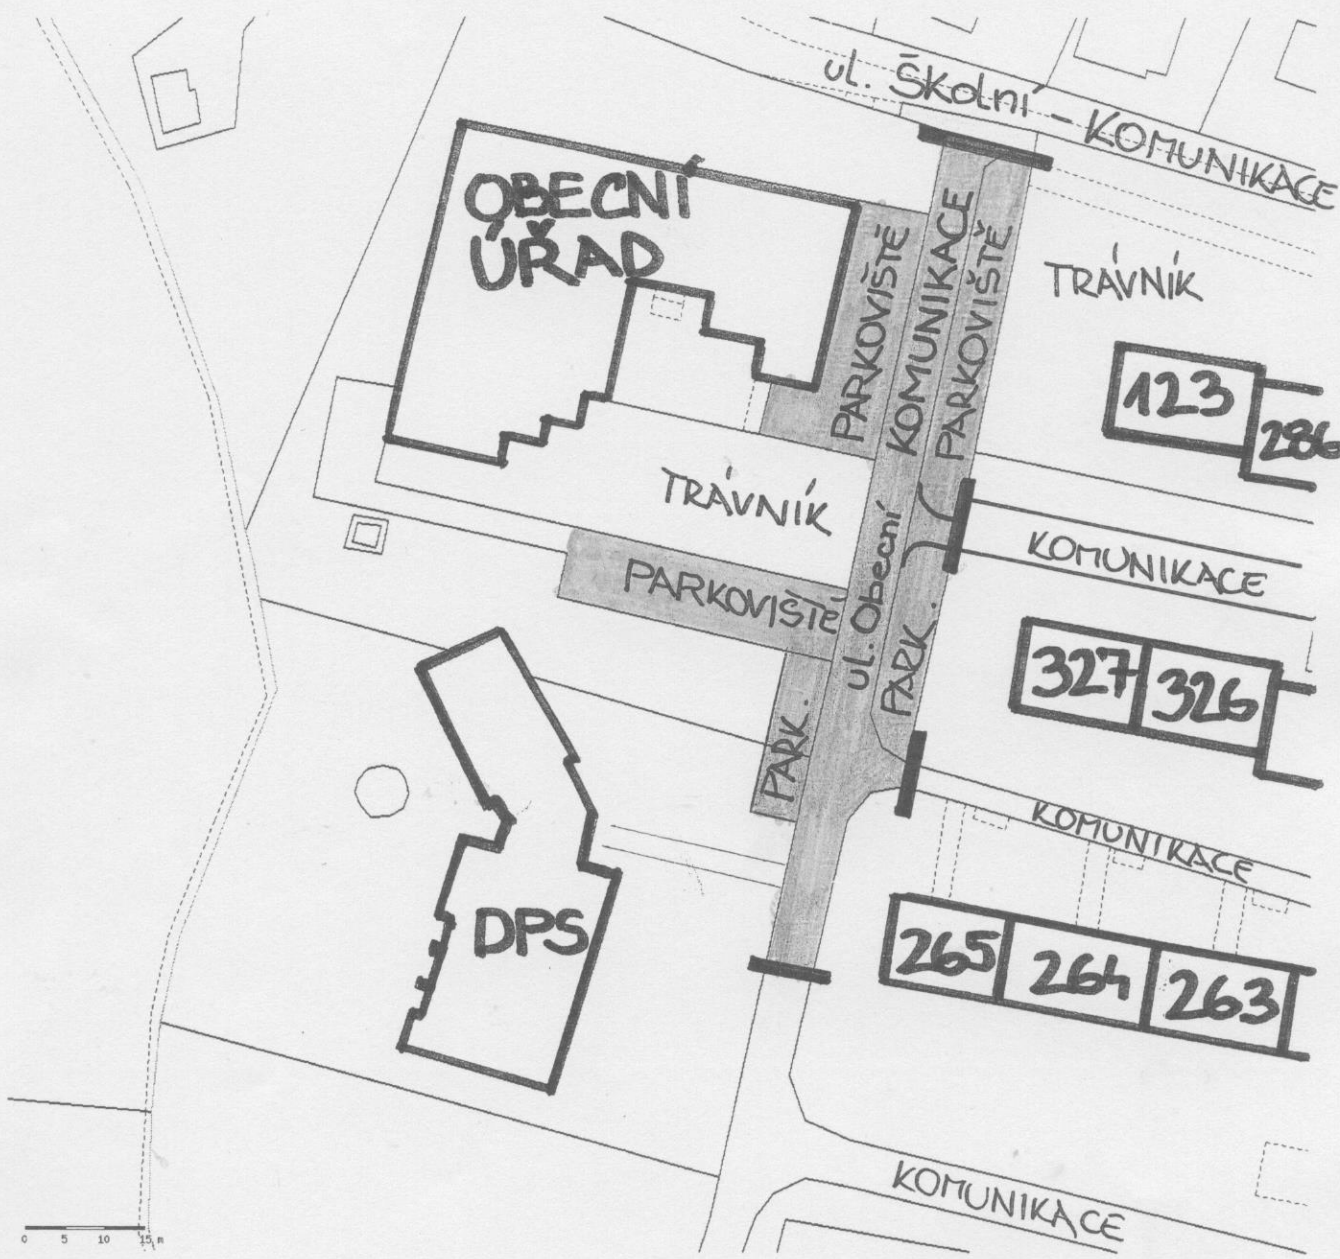 ul. Školní - KOMUNIKACE
OBECNÍ
ÚŘAD
PARKOVIŠTĚ
KOMUNIKACE
PARKOVIŠTĚ
TRÁVNÍK
123
286
TRÁVNÍK
KOMUNIKACE
PARKOVIŠTĚ
ul. Obecní
PARK.
327
326
PARK.
KOMUNIKACE
DPS
265
264
263
KOMUNIKACE
0 5 10 15 m